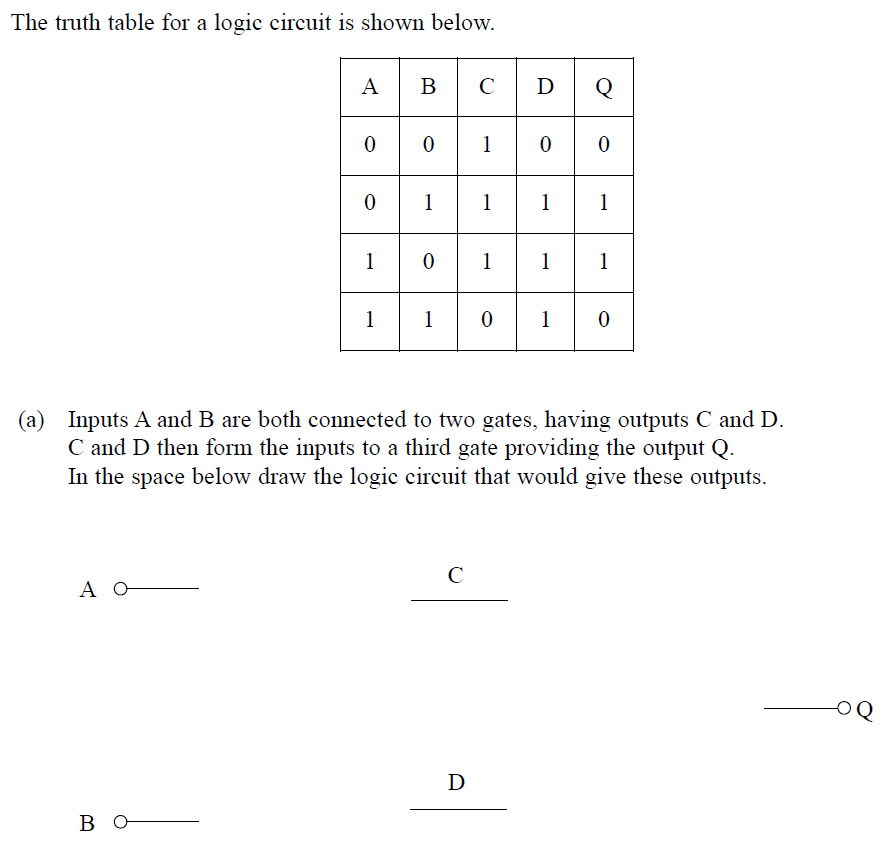 The truth table for a logic circuit is shown below.
A B C D Q
0 0 1 0 0
0 1 1 1 1
1 0 1 1 1
1 1 0 1 0
(a) Inputs A and B are both connected to two gates, having outputs C and D.
C and D then form the inputs to a third gate providing the output Q.
In the space below draw the logic circuit that would give these outputs.
C
A
Q
D
B